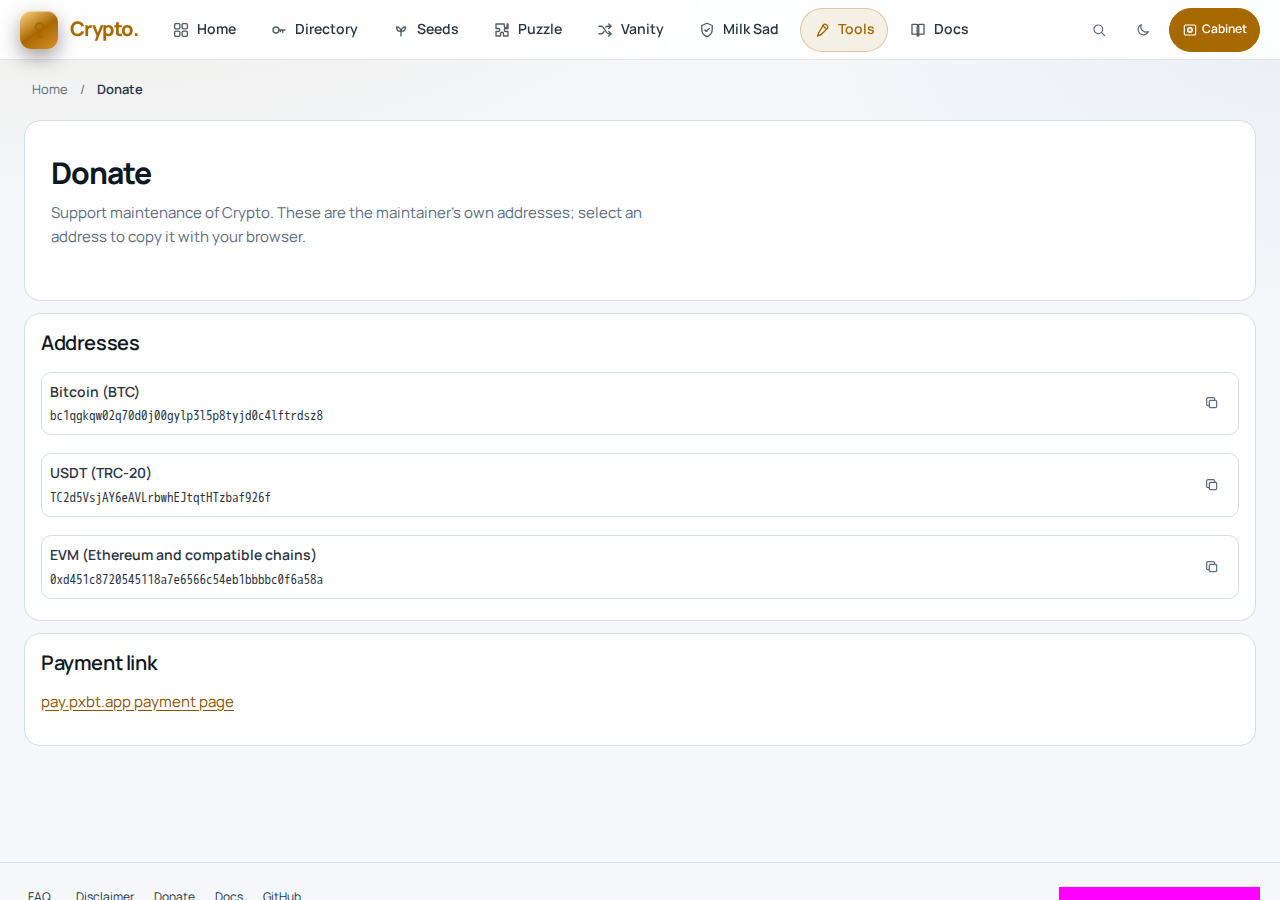 Crypto.
Home
Directory
Seeds
Puzzle
Vanity
Milk Sad
Tools
Docs
Cabinet
Home / Donate
Donate
Support maintenance of Crypto. These are the maintainer's own addresses; select an
address to copy it with your browser.
Addresses
Bitcoin (BTC)
bc1qgkqw02q70d0j00gylp3l5p8tyjd0c4lftrdsz8
USDT (TRC-20)
TC2d5VsjAY6eAVLrbwhEJtqtHTzbaf926f
EVM (Ethereum and compatible chains)
0xd451c8720545118a7e6566c54eb1bbbbc0f6a58a
Payment link
pay.pxbt.app payment page
FAQ
Disclaimer
Donate
Docs
GitHub